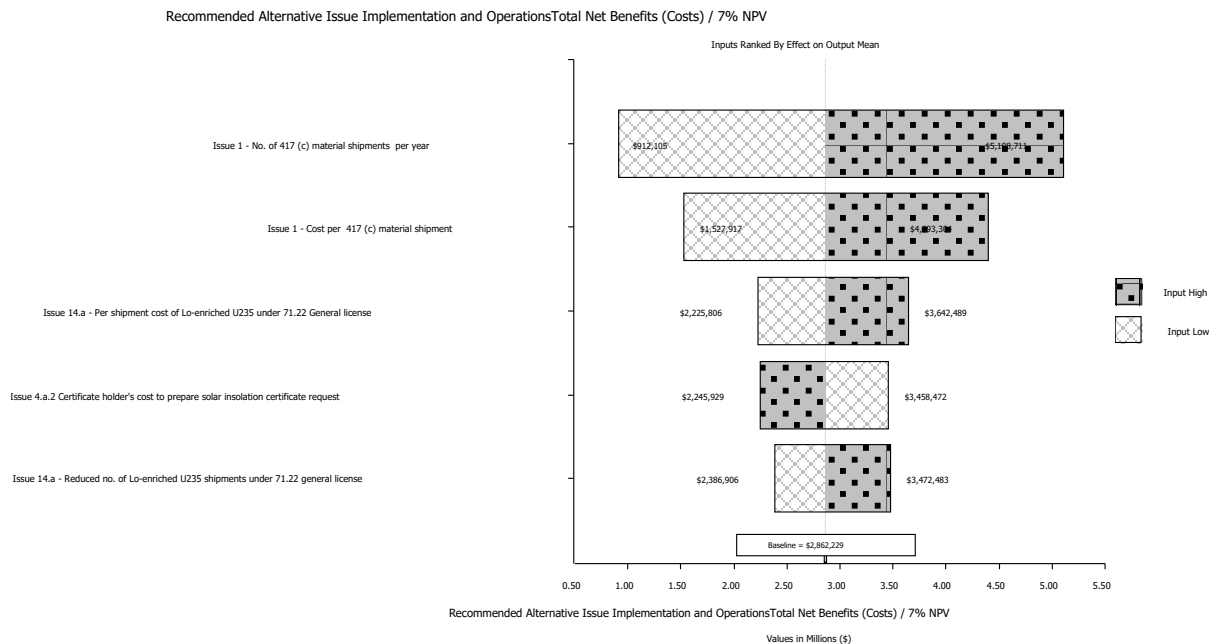 Recommended Alternative Issue Implementation and OperationsTotal Net Benefits (Costs) / 7% NPV
Inputs Ranked By Effect on Output Mean
Issue 1 - No. of 417 (c) material shipments per year
$912,105
Issue 1 - Cost per 417 (c) material shipment
$1,527,917
Issue 14.a - Per shipment cost of Lo-enriched U235 under 71.22 General license
$2,225,806
$3,642,489
Input High
Input Low
Issue 4.a.2 Certificate holder's cost to prepare solar insolation certificate request
$2,245,929
$3,458,472
Issue 14.a - Reduced no. of Lo-enriched U235 shipments under 71.22 general license
$2,386,906
$3,472,483
Baseline = $2,862,229
0.50 1.00 1.50 2.00 2.50 3.00 3.50 4.00 4.50 5.00 5.50
Recommended Alternative Issue Implementation and OperationsTotal Net Benefits (Costs) / 7% NPV
Values in Millions ($)